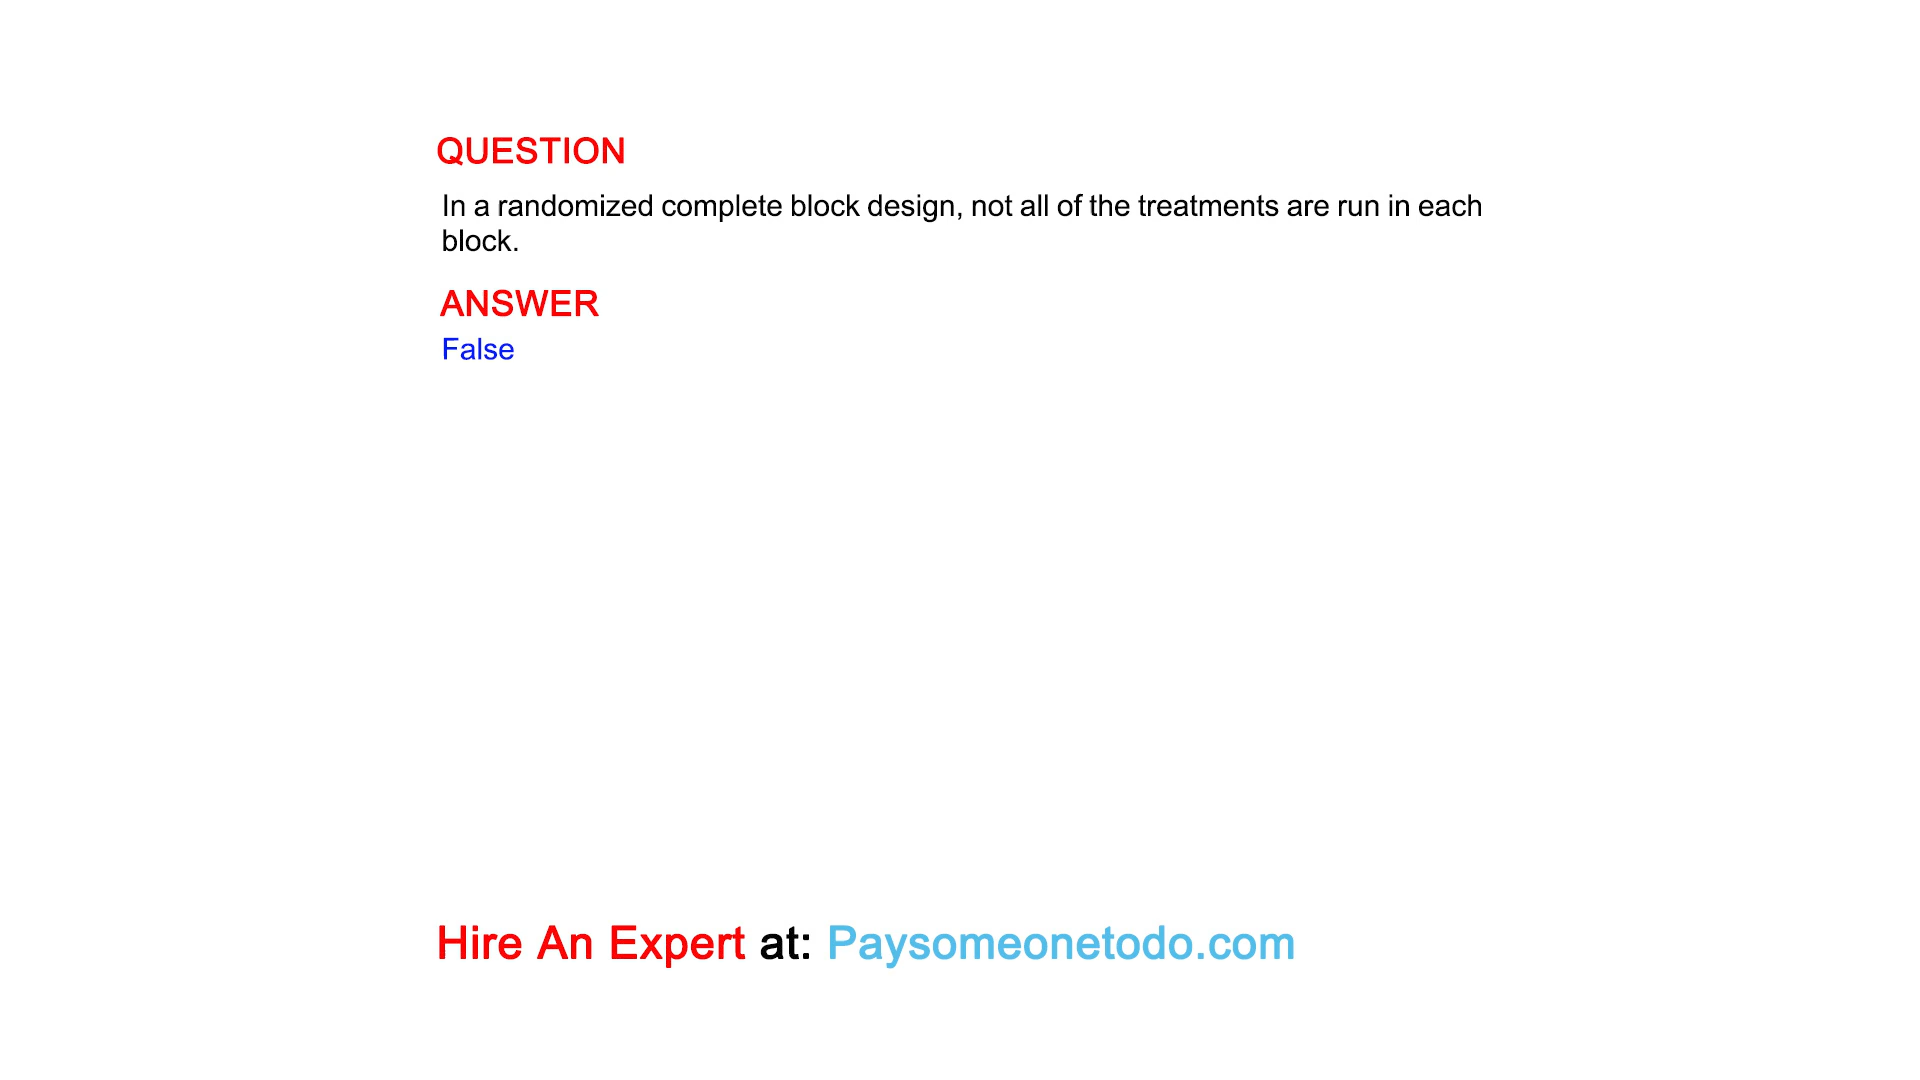 QUESTION
In a randomized complete block design, not all of the treatments are run in each
block.
ANSWER
False
Hire An Expert at: Paysomeonetodo.com